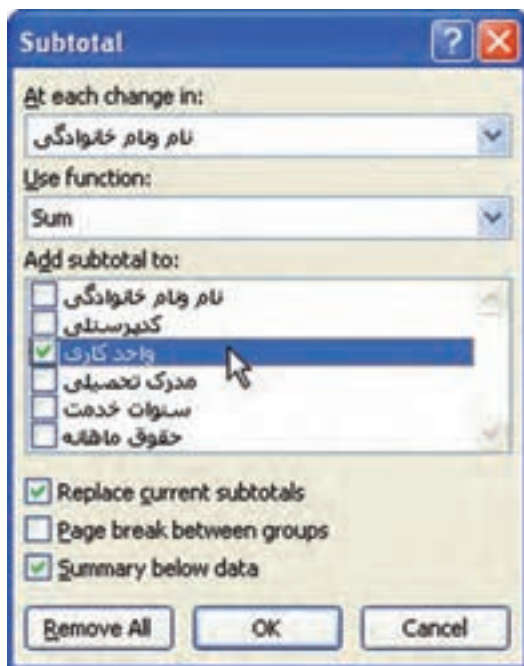 Subtotal
At each change in:
نام ونام خانوادگی
Use function:
Sum
Add subtotal to:
نام ونام خانوادگی
کدپرسنلی
واحد کاری
مدرک تحصیلی
سنوات خدمت
حقوق ماهانه
Replace current subtotals
Page break between groups
Summary below data
Remove All
OK
Cancel